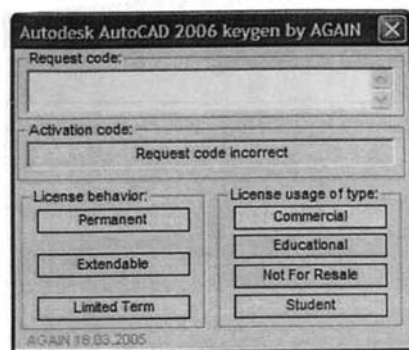 Autodesk AutoCAD 2006 keygen by AGAIN
Request code:
Activation code:
Request code incorrect
License behavior:
License usage of type:
Permanent
Commercial
Educational
Extendable
Not For Resale
Limited Term
Student
AGAIN 18.03.2005